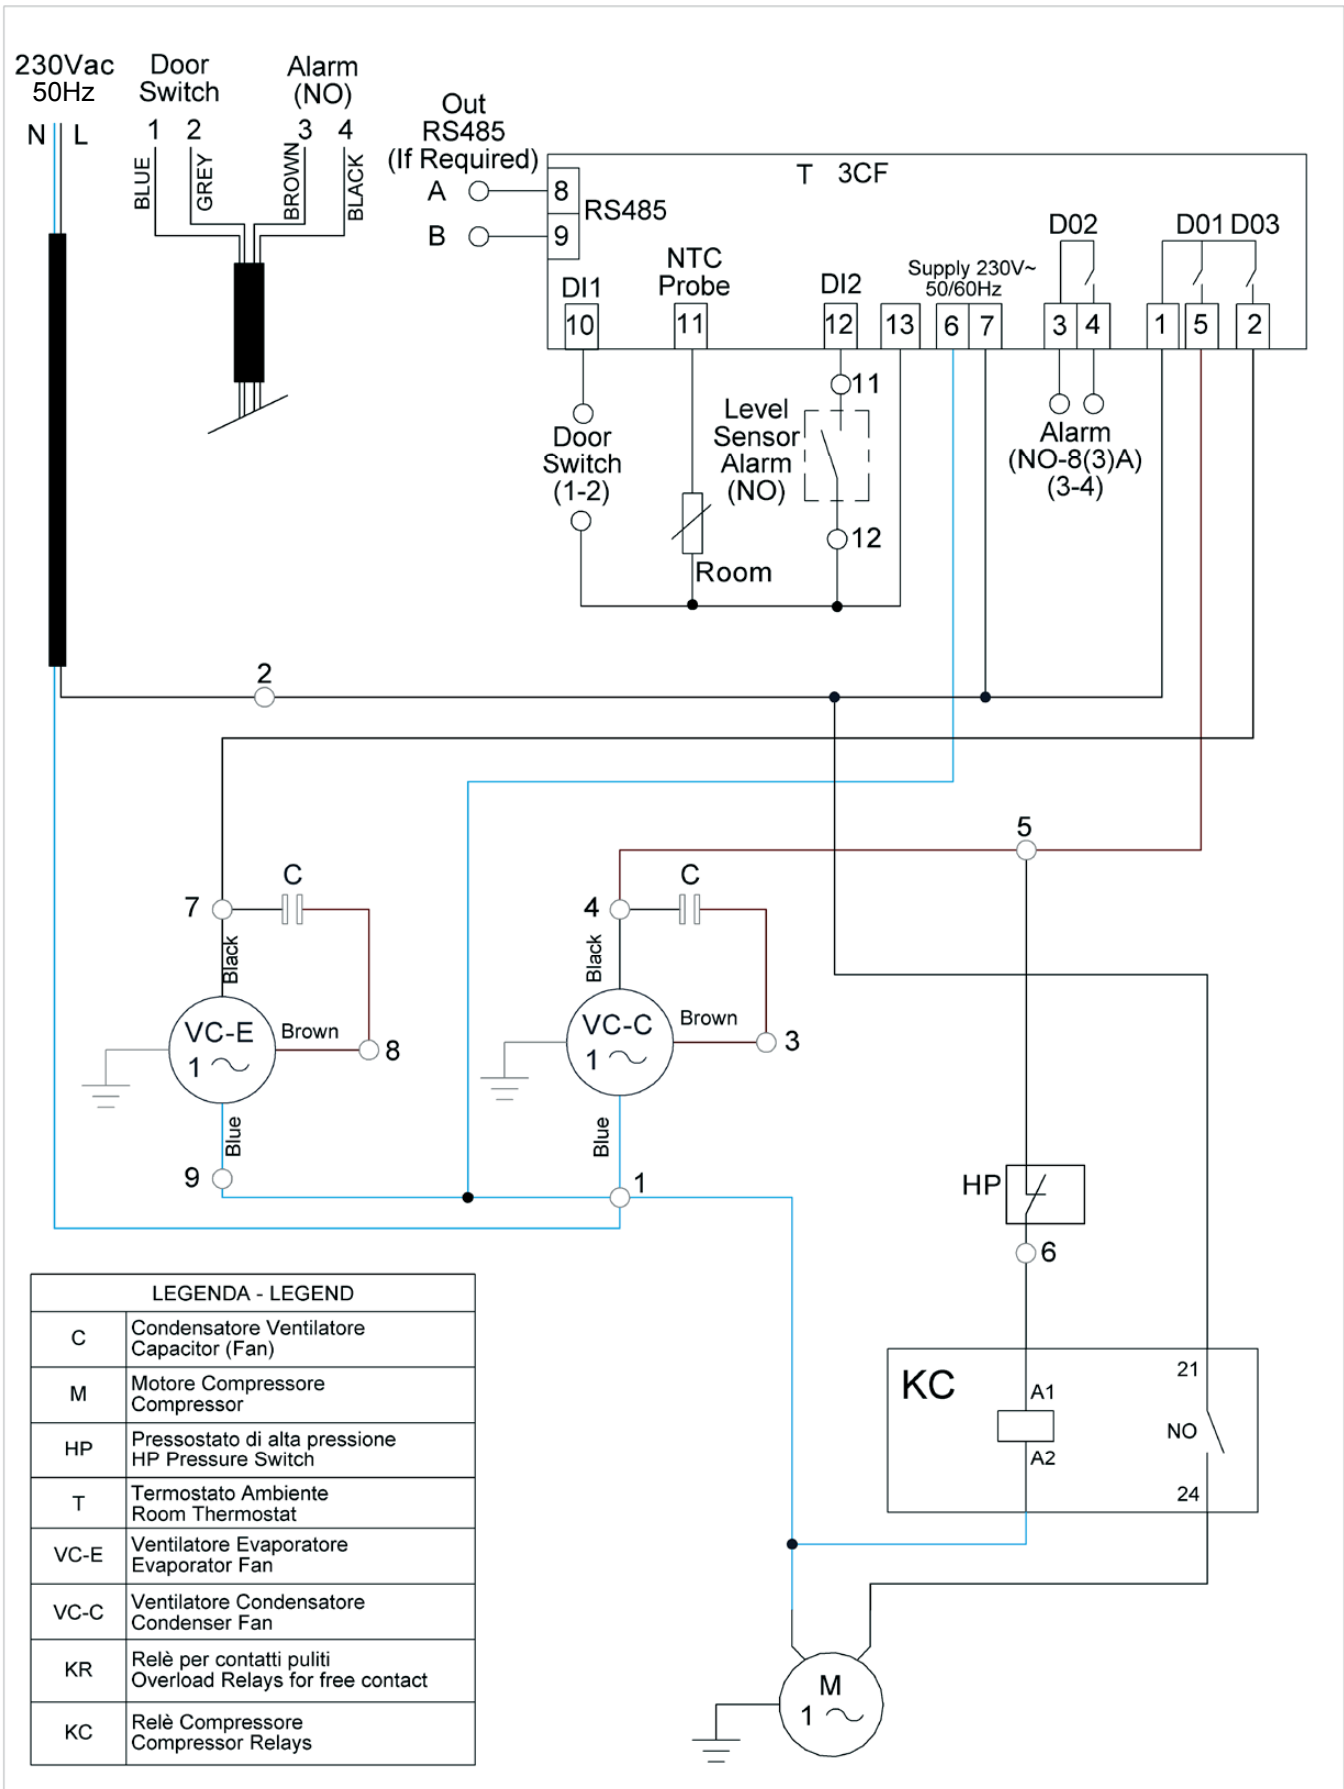 230Vac
50Hz
N L
Door
Switch
1 2
BLUE
GREY
Alarm
(NO)
3 4
BROWN
BLACK
Out
RS485
(If Required)
A
B
8
9
RS485
T 3CF
DI1
10
NTC
Probe
11
DI2
12
13
Supply 230V~
50/60Hz
6 7
D02
3 4
D01 D03
1 5 2
Door
Switch
(1-2)
Room
11
Level
Sensor
Alarm
(NO)
12
Alarm
(NO-8(3)A)
(3-4)
2
5
7
C
Black
VC-E
1
Brown
8
Blue
9
4
C
Black
VC-C
1
Brown
3
Blue
1
HP
6
KC
A1
A2
21
NO
24
M
1
LEGENDA - LEGEND
C
Condensatore Ventilatore
Capacitor (Fan)
M
Motore Compressore
Compressor
HP
Pressostato di alta pressione
HP Pressure Switch
T
Termostato Ambiente
Room Thermostat
VC-E
Ventilatore Evaporatore
Evaporator Fan
VC-C
Ventilatore Condensatore
Condenser Fan
KR
Relè per contatti puliti
Overload Relays for free contact
KC
Relè Compressore
Compressor Relays